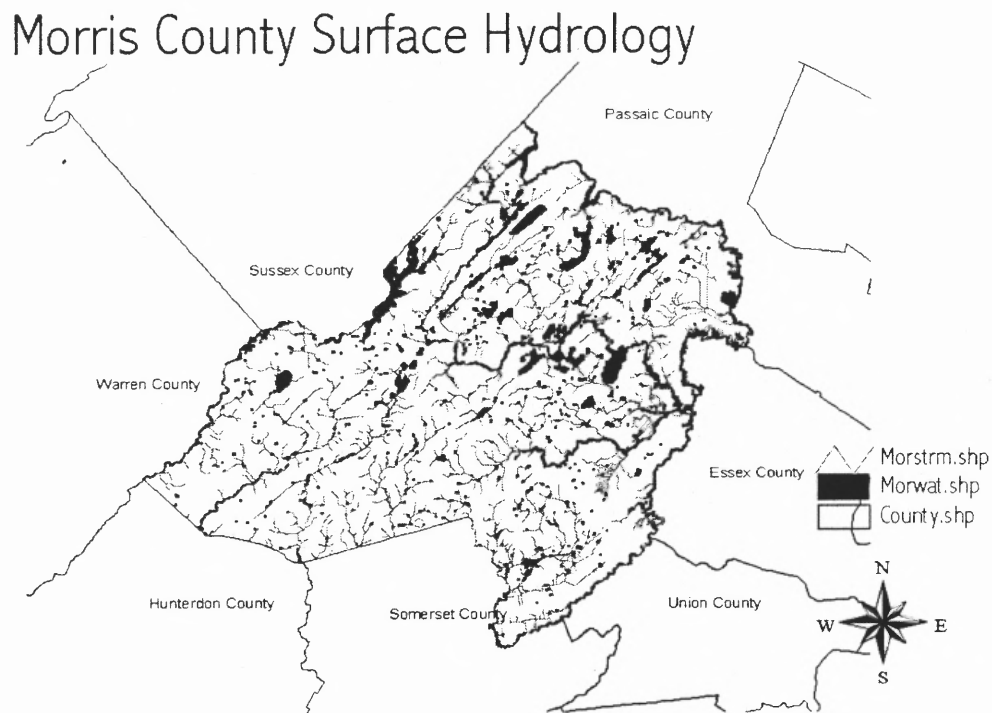 Morris County Surface Hydrology
Passaic County
Sussex County
Warren County
Essex County
Morstrm.shp
Morwat.shp
County.shp
Hunterdon County
Somerset County
Union County
N
W
E
S